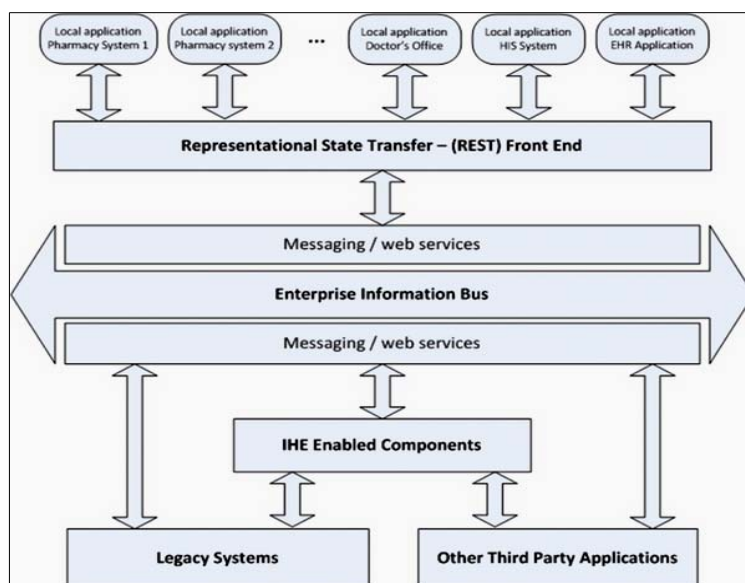 Local application
Pharmacy System 1
Local application
Pharmacy system 2
...
Local application
Doctor's Office
Local application
HIS System
Local application
EHR Application
Representational State Transfer – (REST) Front End
Messaging / web services
Enterprise Information Bus
Messaging / web services
IHE Enabled Components
Legacy Systems
Other Third Party Applications